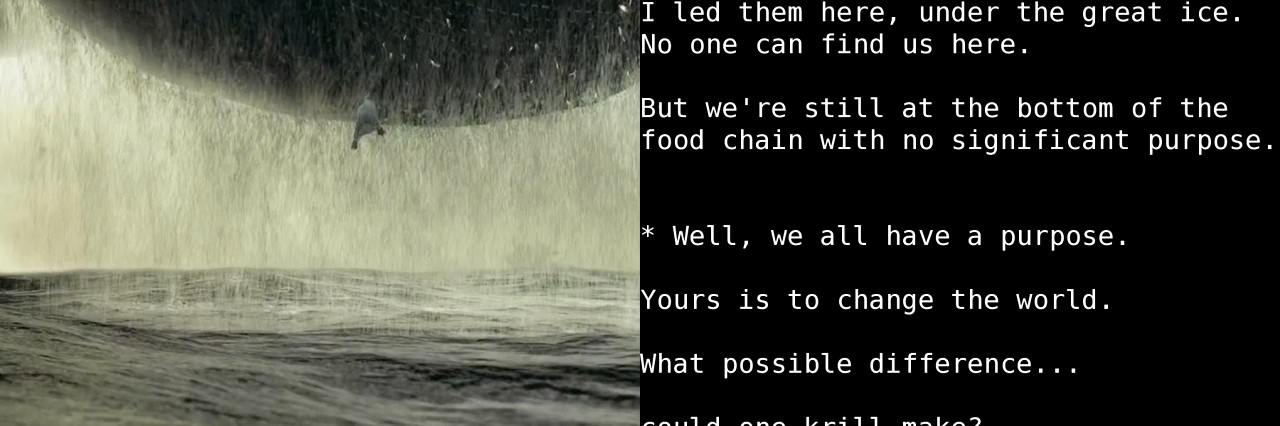 I led them here, under the great ice.
No one can find us here.
But we're still at the bottom of the
food chain with no significant purpose.
* Well, we all have a purpose.
Yours is to change the world.
What possible difference...
could one krill make?